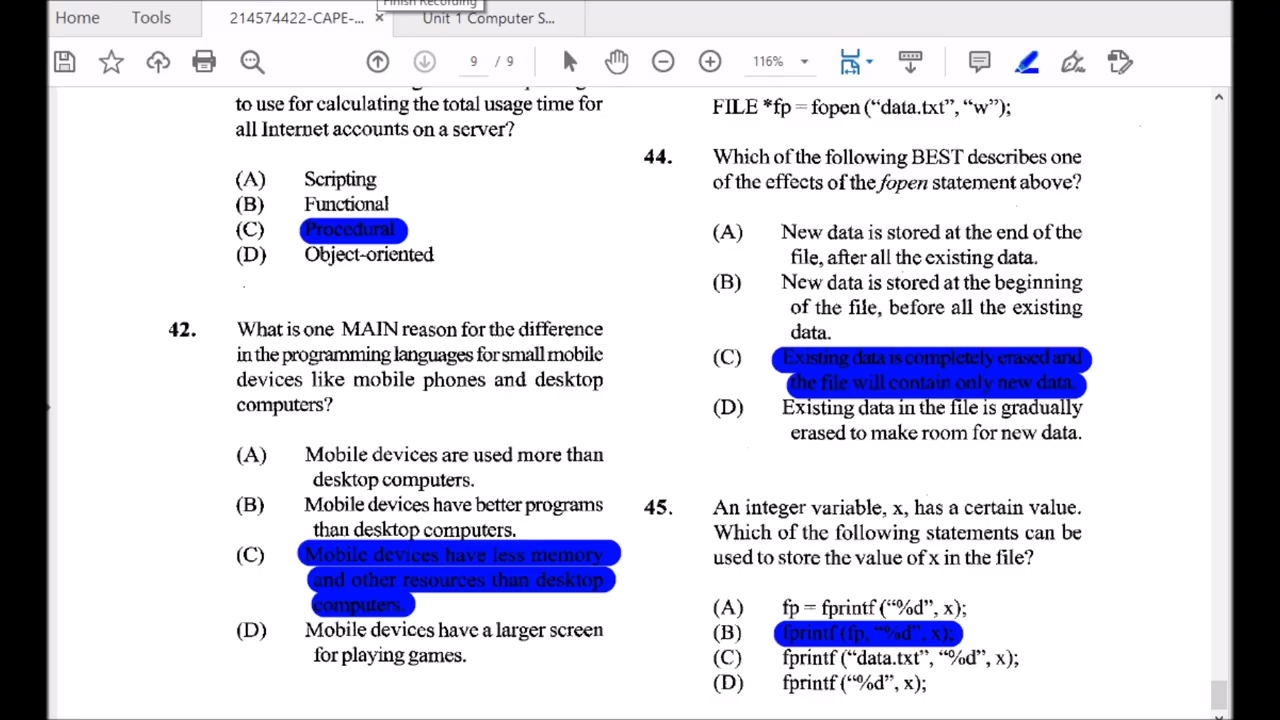 Finish Recording
Home
Tools
214574422-CAPE-... ×
Unit 1 Computer S...
9 / 9
116%
to use for calculating the total usage time for
all Internet accounts on a server?
(A) Scripting
(B) Functional
(C) Procedural
(D) Object-oriented
42. What is one MAIN reason for the difference
in the programming languages for small mobile
devices like mobile phones and desktop
computers?
(A) Mobile devices are used more than
desktop computers.
(B) Mobile devices have better programs
than desktop computers.
(C) Mobile devices have less memory
and other resources than desktop
computers.
(D) Mobile devices have a larger screen
for playing games.
FILE *fp = fopen (“data.txt”, “w”);
44. Which of the following BEST describes one
of the effects of the fopen statement above?
(A) New data is stored at the end of the
file, after all the existing data.
(B) New data is stored at the beginning
of the file, before all the existing
data.
(C) Existing data is completely erased and
the file will contain only new data.
(D) Existing data in the file is gradually
erased to make room for new data.
45. An integer variable, x, has a certain value.
Which of the following statements can be
used to store the value of x in the file?
(A) fp = fprintf (“%d”, x);
(B) fprintf (fp, “%d”, x);
(C) fprintf (“data.txt”, “%d”, x);
(D) fprintf (“%d”, x);